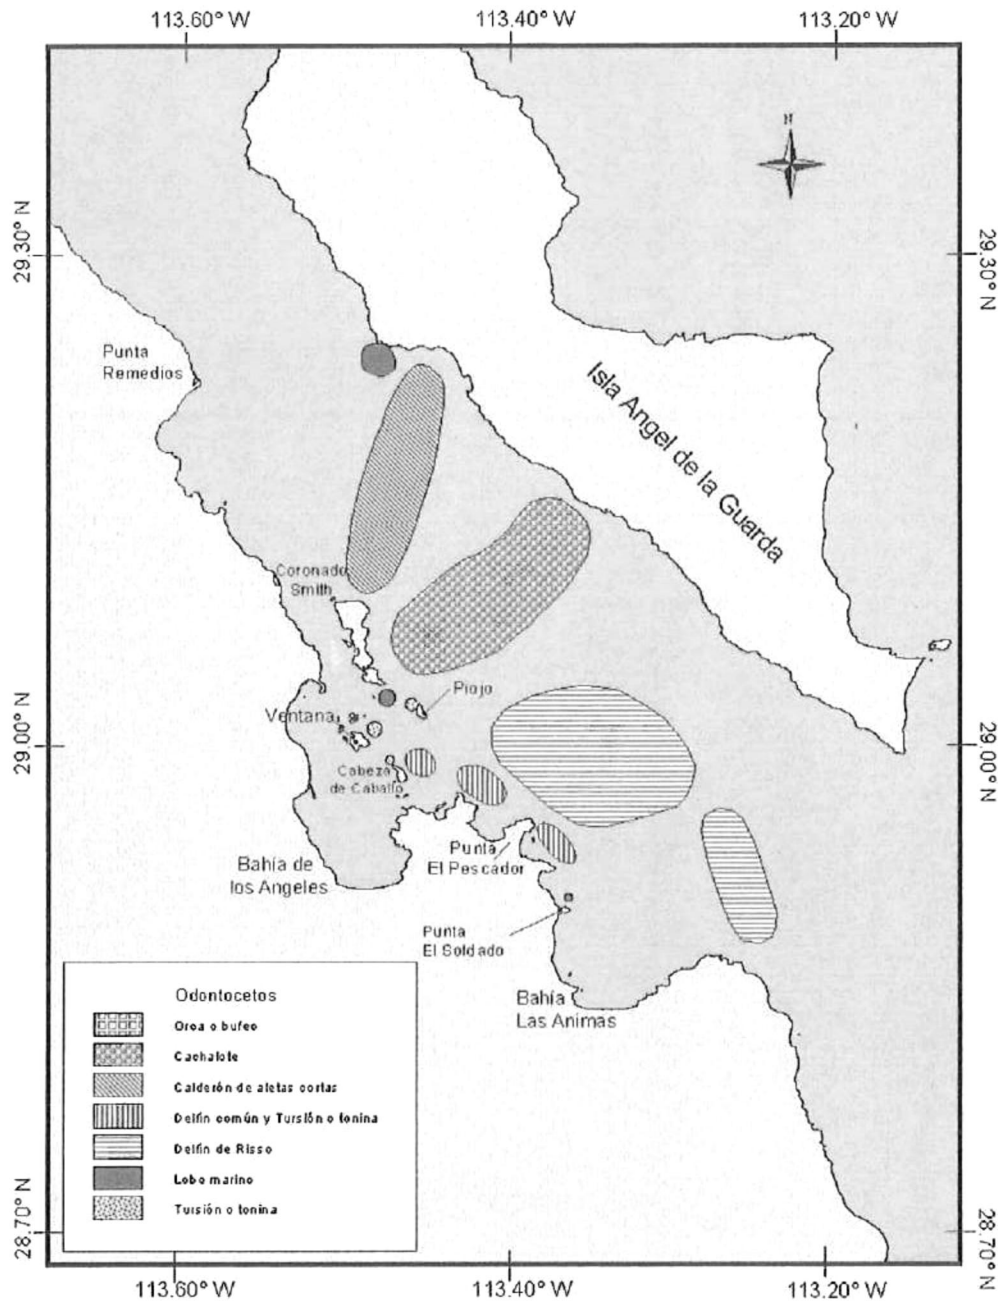 113.60° W
113.40° W
113.20° W
N
29.30° N
29.30° N
Punta
Remedios
Isla Angel de la Guarda
Coronado
Smith
Piojo
Ventana
29.00° N
29.00° N
Cabeza
de Caballo
Punta
El Pescador
Bahía de
los Angeles
Punta
El Soldado
Bahía
Las Animas
Odontocetos
Orca o bufeo
Cachalote
Calderón de aletas cortas
Delfín común y Tursión o tonina
Delfín de Risso
Lobo marino
Tursión o tonina
28.70° N
28.70° N
113.60° W
113.40° W
113.20° W